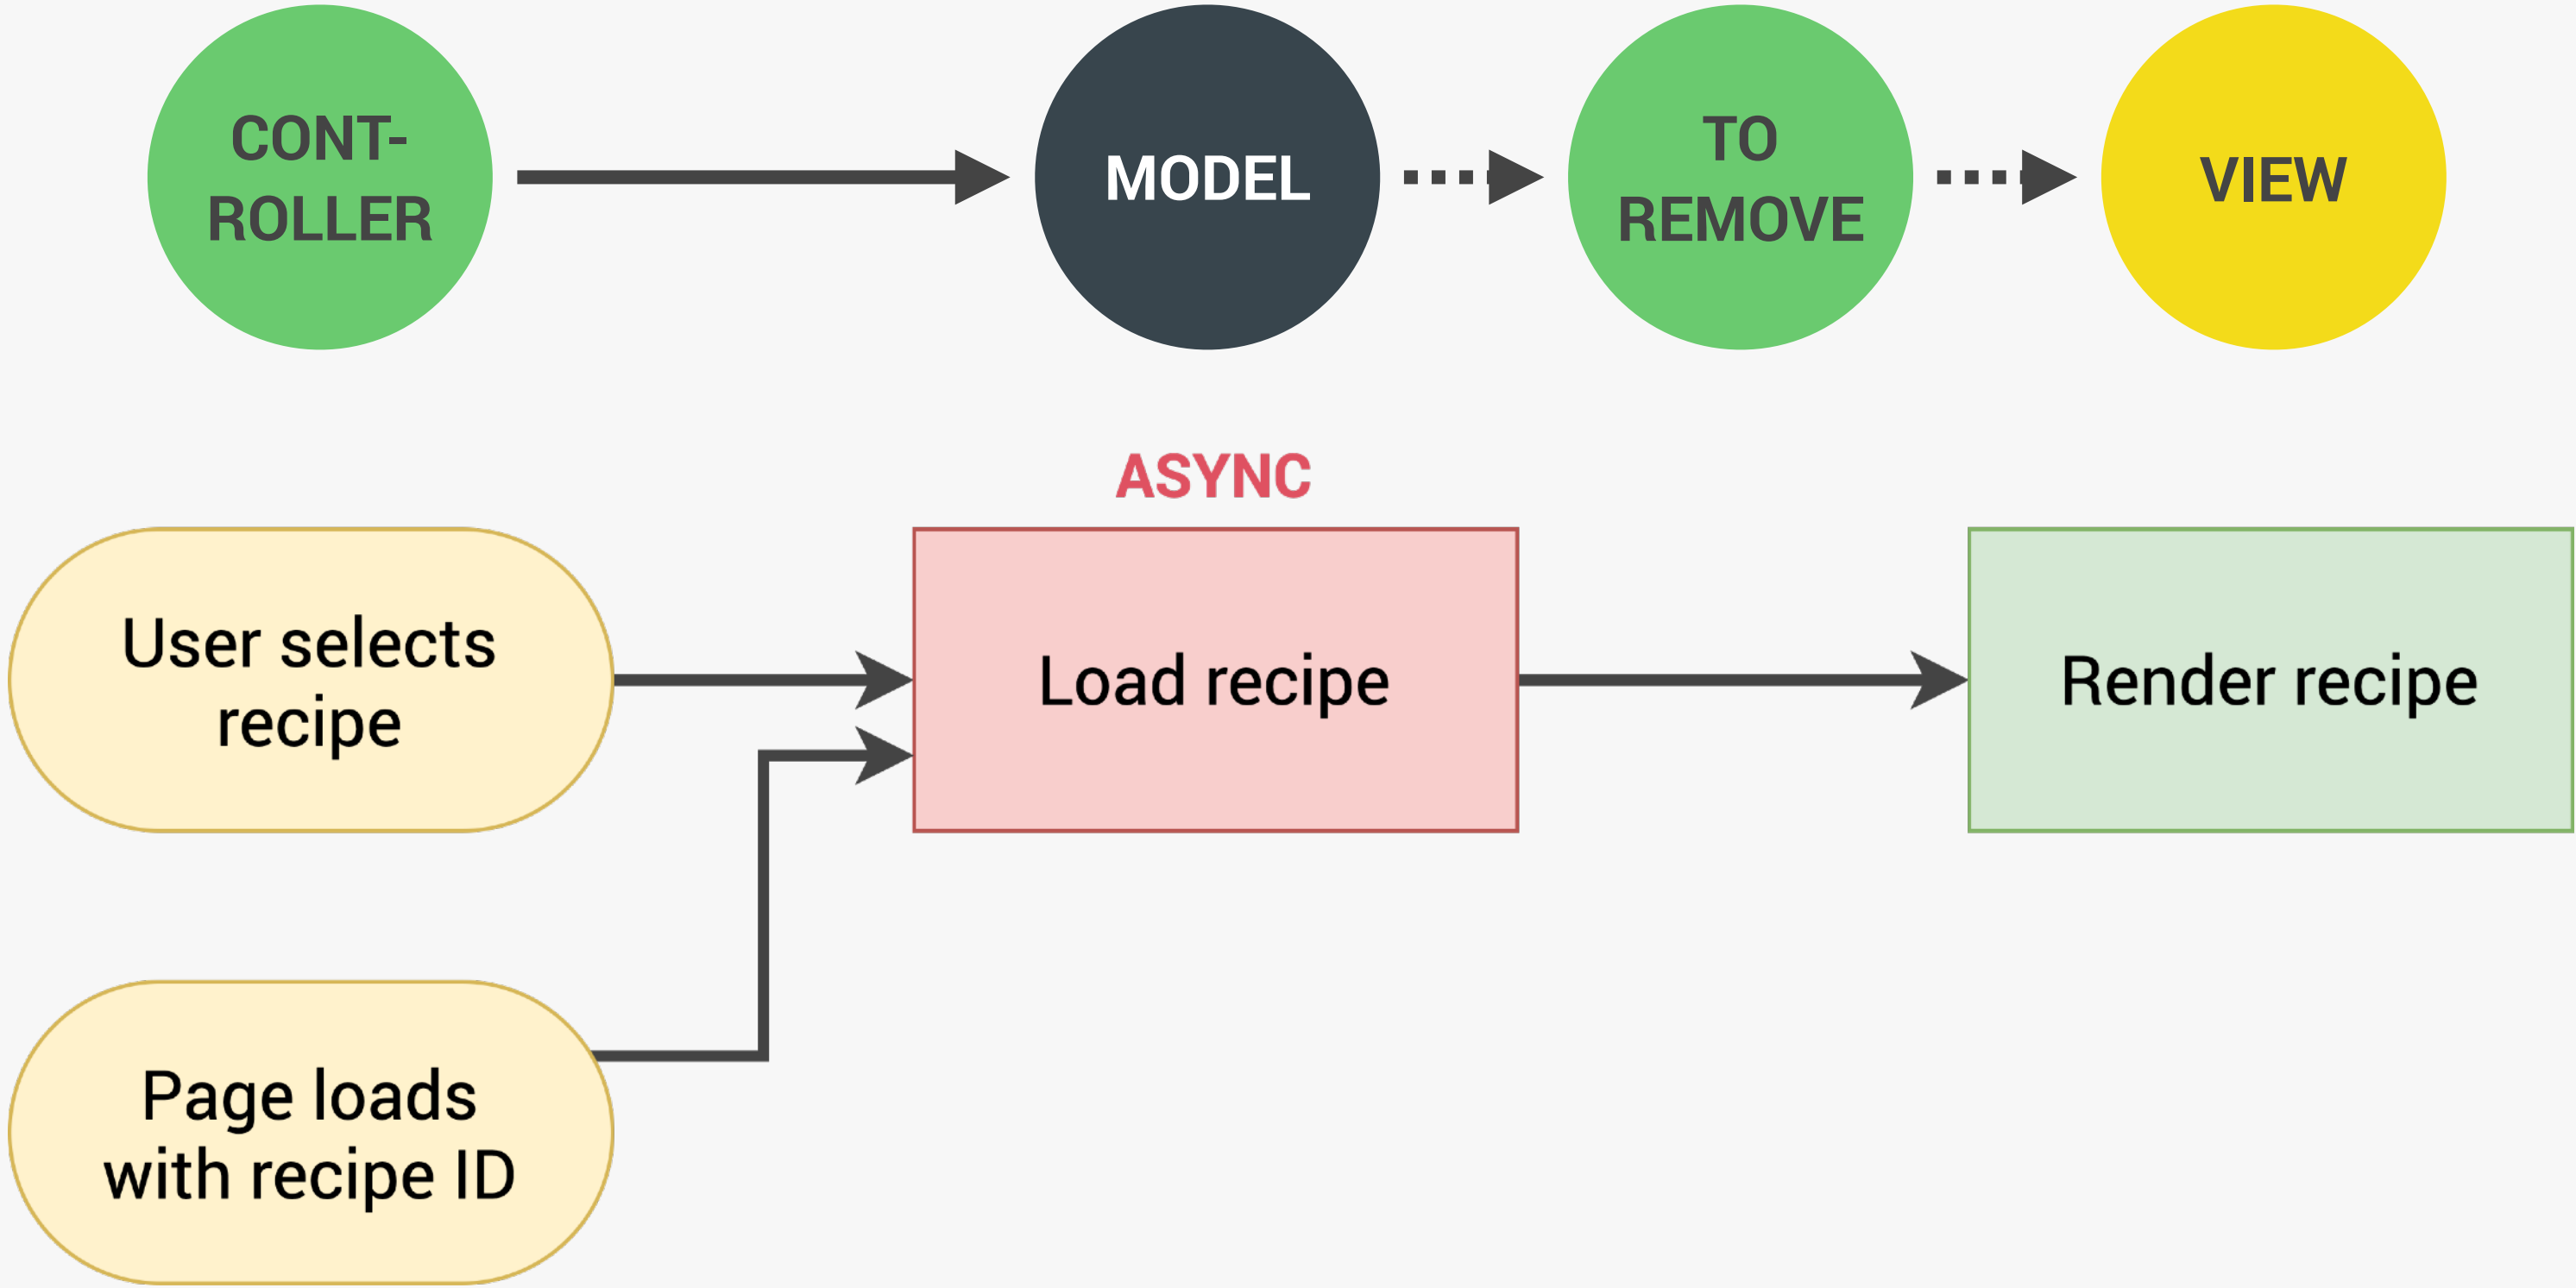 CONT-
ROLLER
MODEL
TO
REMOVE
VIEW
ASYNC
User selects
recipe
Load recipe
Render recipe
Page loads
with recipe ID